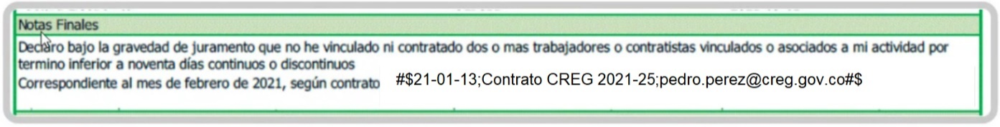 Notas Finales
Declaro bajo la gravedad de juramento que no he vinculado ni contratado dos o mas trabajadores o contratistas vinculados o asociados a mi actividad por
termino inferior a noventa días continuos o discontinuos
Correspondiente al mes de febrero de 2021, según contrato #$21-01-13;Contrato CREG 2021-25;pedro.perez@creg.gov.co#$